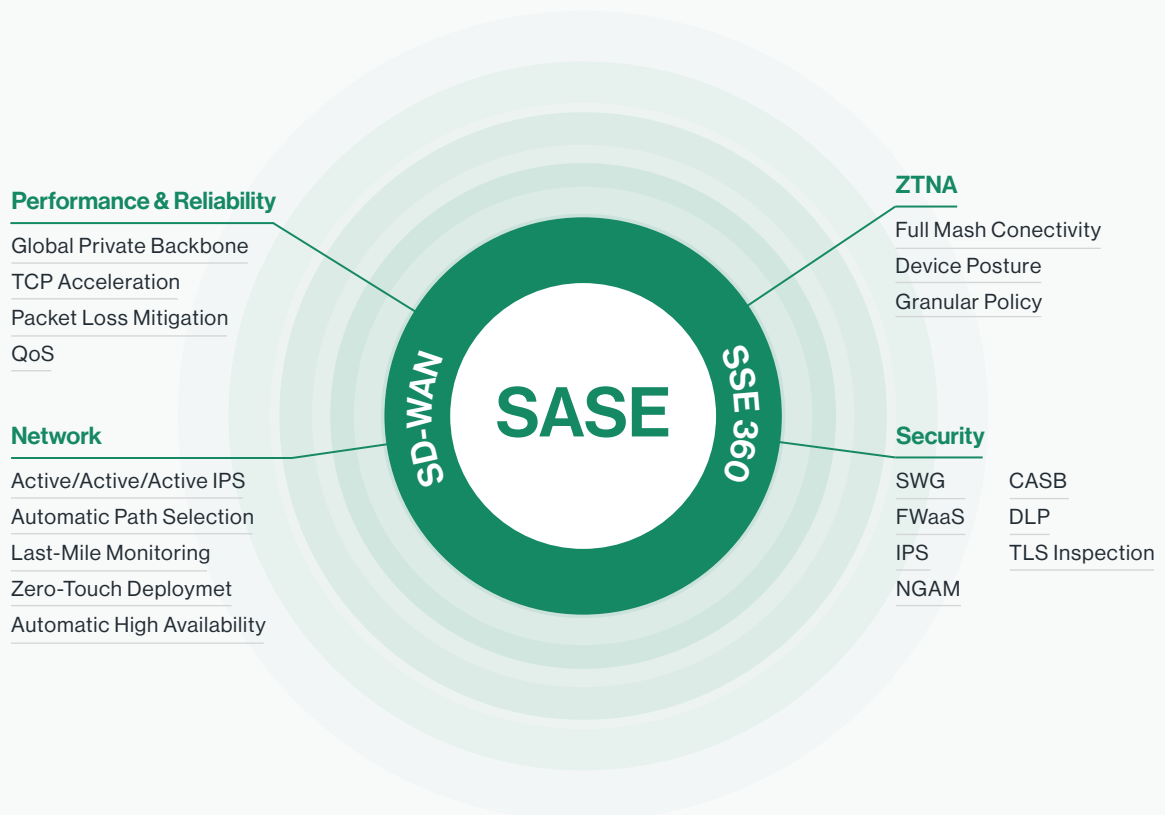 Performance & Reliability
Global Private Backbone
TCP Acceleration
Packet Loss Mitigation
QoS
Network
Active/Active/Active IPS
Automatic Path Selection
Last-Mile Monitoring
Zero-Touch Deploymet
Automatic High Availability
SD-WAN
SASE
SSE 360
ZTNA
Full Mash Conectivity
Device Posture
Granular Policy
Security
SWG
FWaaS
IPS
NGAM
CASB
DLP
TLS Inspection